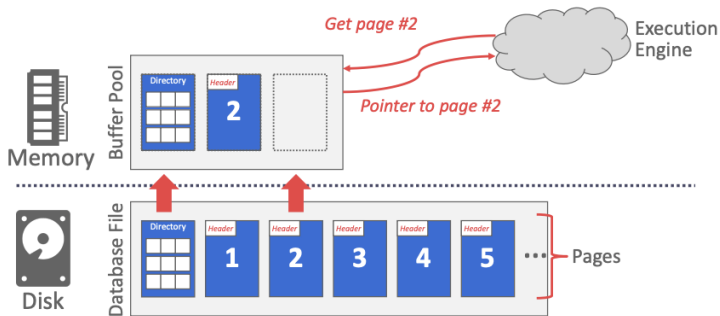 Get page #2
Execution
Engine
Buffer Pool
Directory
Header
2
Pointer to page #2
Memory
Database File
Directory
Header
1
Header
2
Header
3
Header
4
Header
5
Pages
Disk